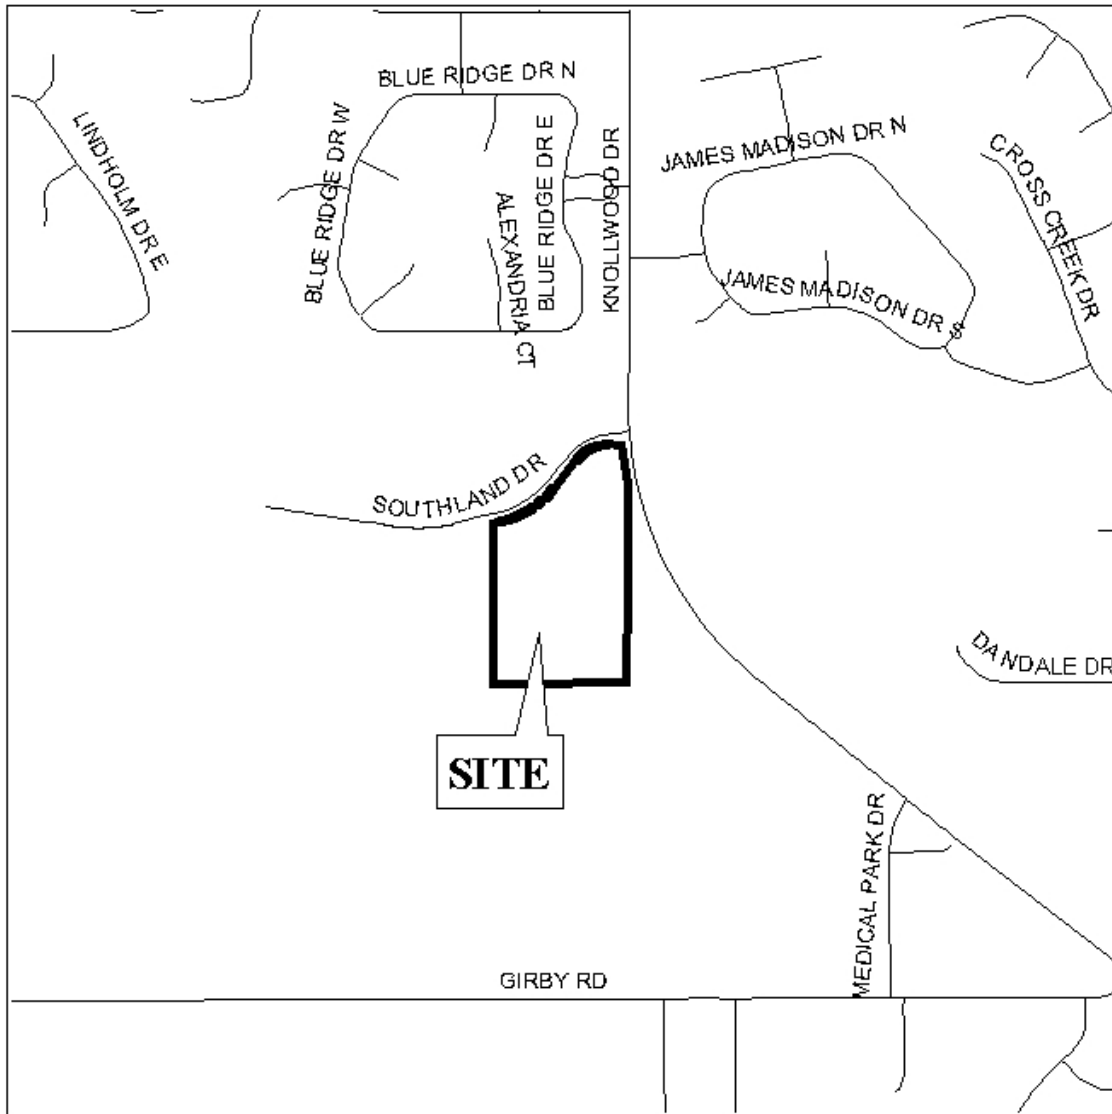 BLUE RIDGE DR N
LINDHOLM DR E
BLUE RIDGE DR W
BLUE RIDGE DR E
KNOLLWOOD DR
JAMES MADISON DR N
CROSS CREEK DR
ALEXANDRIA CT
JAMES MADISON DR S
SOUTHLAND DR
DANDALE DR
SITE
MEDICAL PARK DR
GIRBY RD